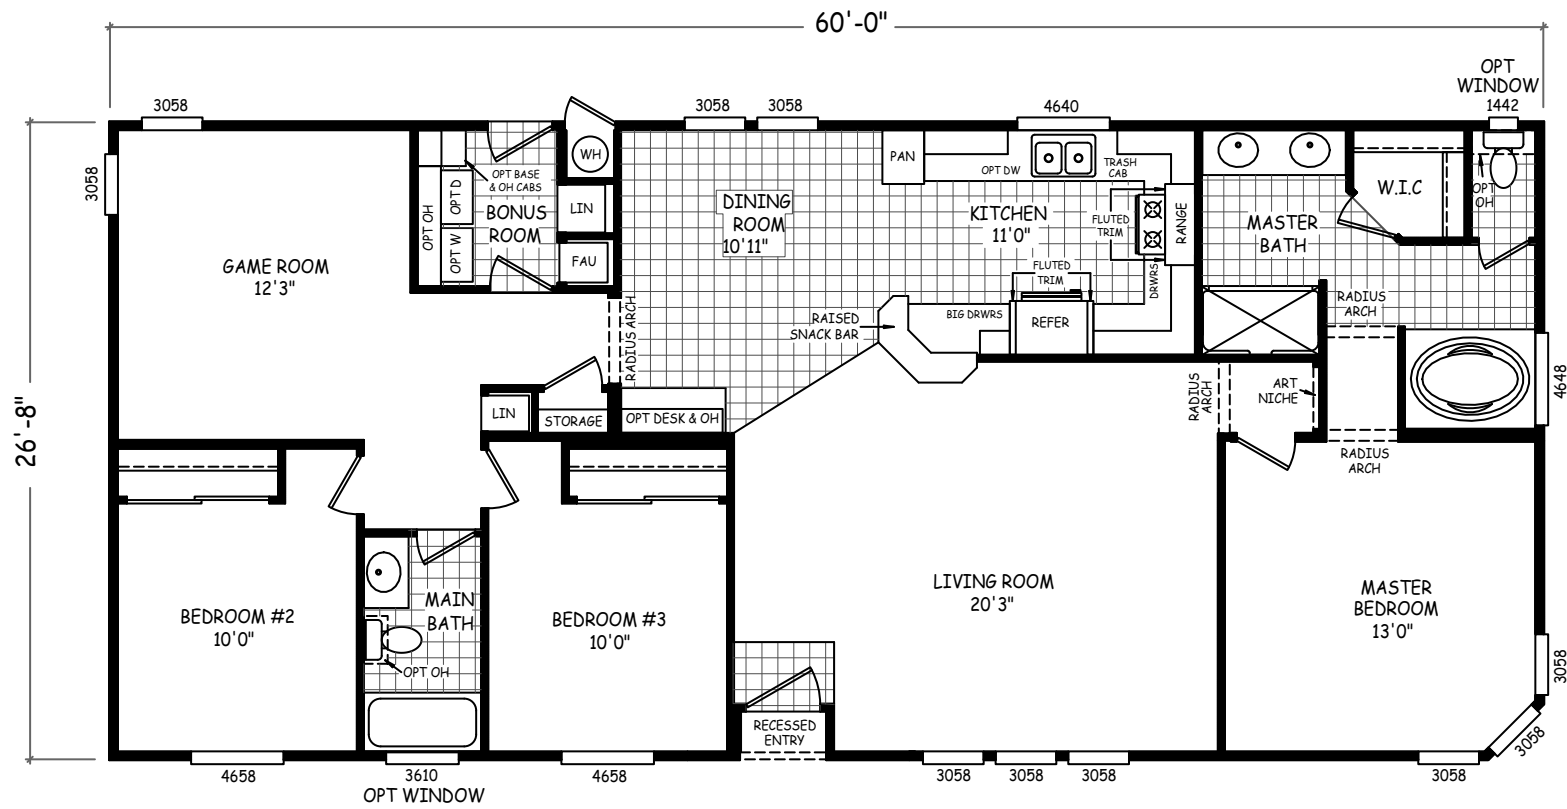 60'-0"
OPT
WINDOW
1442
3058
3058
3058
4640
26'-8"
3058
WH
PAN
OPT DW
TRASH
CAB
OPT BASE
& OH CABS
OPT D
OPT OH
LIN
BONUS
ROOM
OPT W
FAU
DINING
ROOM
10'11"
KITCHEN
11'0"
FLUTED
TRIM
RANGE
W.I.C
OPT
OH
MASTER
BATH
GAME ROOM
12'3"
FLUTED
TRIM
DRWRS
RADIUS ARCH
RAISED
SNACK BAR
BIG DRWRS
REFER
RADIUS
ARCH
4648
LIN
STORAGE
OPT DESK & OH
RADIUS
ARCH
ART
NICHE
RADIUS
ARCH
BEDROOM #2
10'0"
MAIN
BATH
OPT OH
BEDROOM #3
10'0"
LIVING ROOM
20'3"
MASTER
BEDROOM
13'0"
3058
RECESSED
ENTRY
3058
4658
3610
OPT WINDOW
4658
3058
3058
3058
3058